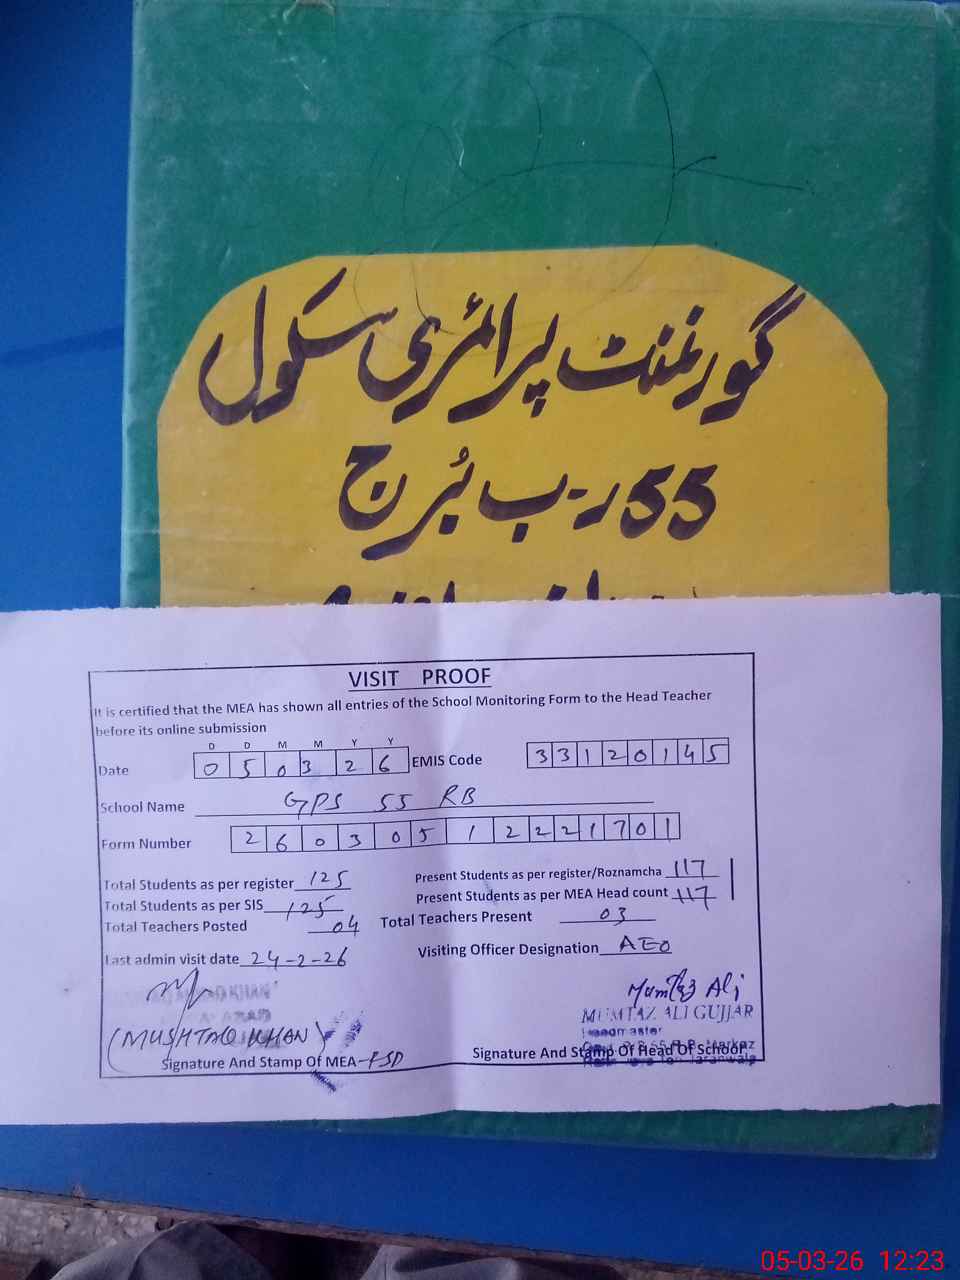 گورنمنٹ پرائمری سکول
55 ر-ب بُرج
VISIT PROOF
It is certified that the MEA has shown all entries of the School Monitoring Form to the Head Teacher
before its online submission
D D M M Y Y
Date 0 5 0 3 2 6 EMIS Code 3 3 1 2 0 1 4 5
School Name GPS 55 RB
Form Number 2 6 0 3 0 5 1 2 2 2 1 7 0 1
Total Students as per register 125 Present Students as per register/Roznamcha 117
Total Students as per SIS 125 Present Students as per MEA Head count 117
Total Teachers Posted 04 Total Teachers Present 03
Last admin visit date 24-2-26 Visiting Officer Designation AEO
Mumtaz Ali
KHAN
MUMTAZ ALI GUJJAR
Headmaster
(MUSHTAQ KHAN)
Markaz
Signature And Stamp Of MEA-FSD Signature And Stamp Of Head Of School
Jaranwala
05-03-26 12:23